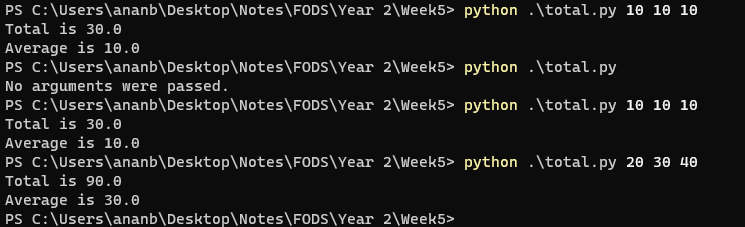 PS C:\Users\ananb\Desktop\Notes\FODS\Year 2\Week5> python .\total.py 10 10 10
Total is 30.0
Average is 10.0
PS C:\Users\ananb\Desktop\Notes\FODS\Year 2\Week5> python .\total.py
No arguments were passed.
PS C:\Users\ananb\Desktop\Notes\FODS\Year 2\Week5> python .\total.py 10 10 10
Total is 30.0
Average is 10.0
PS C:\Users\ananb\Desktop\Notes\FODS\Year 2\Week5> python .\total.py 20 30 40
Total is 90.0
Average is 30.0
PS C:\Users\ananb\Desktop\Notes\FODS\Year 2\Week5>